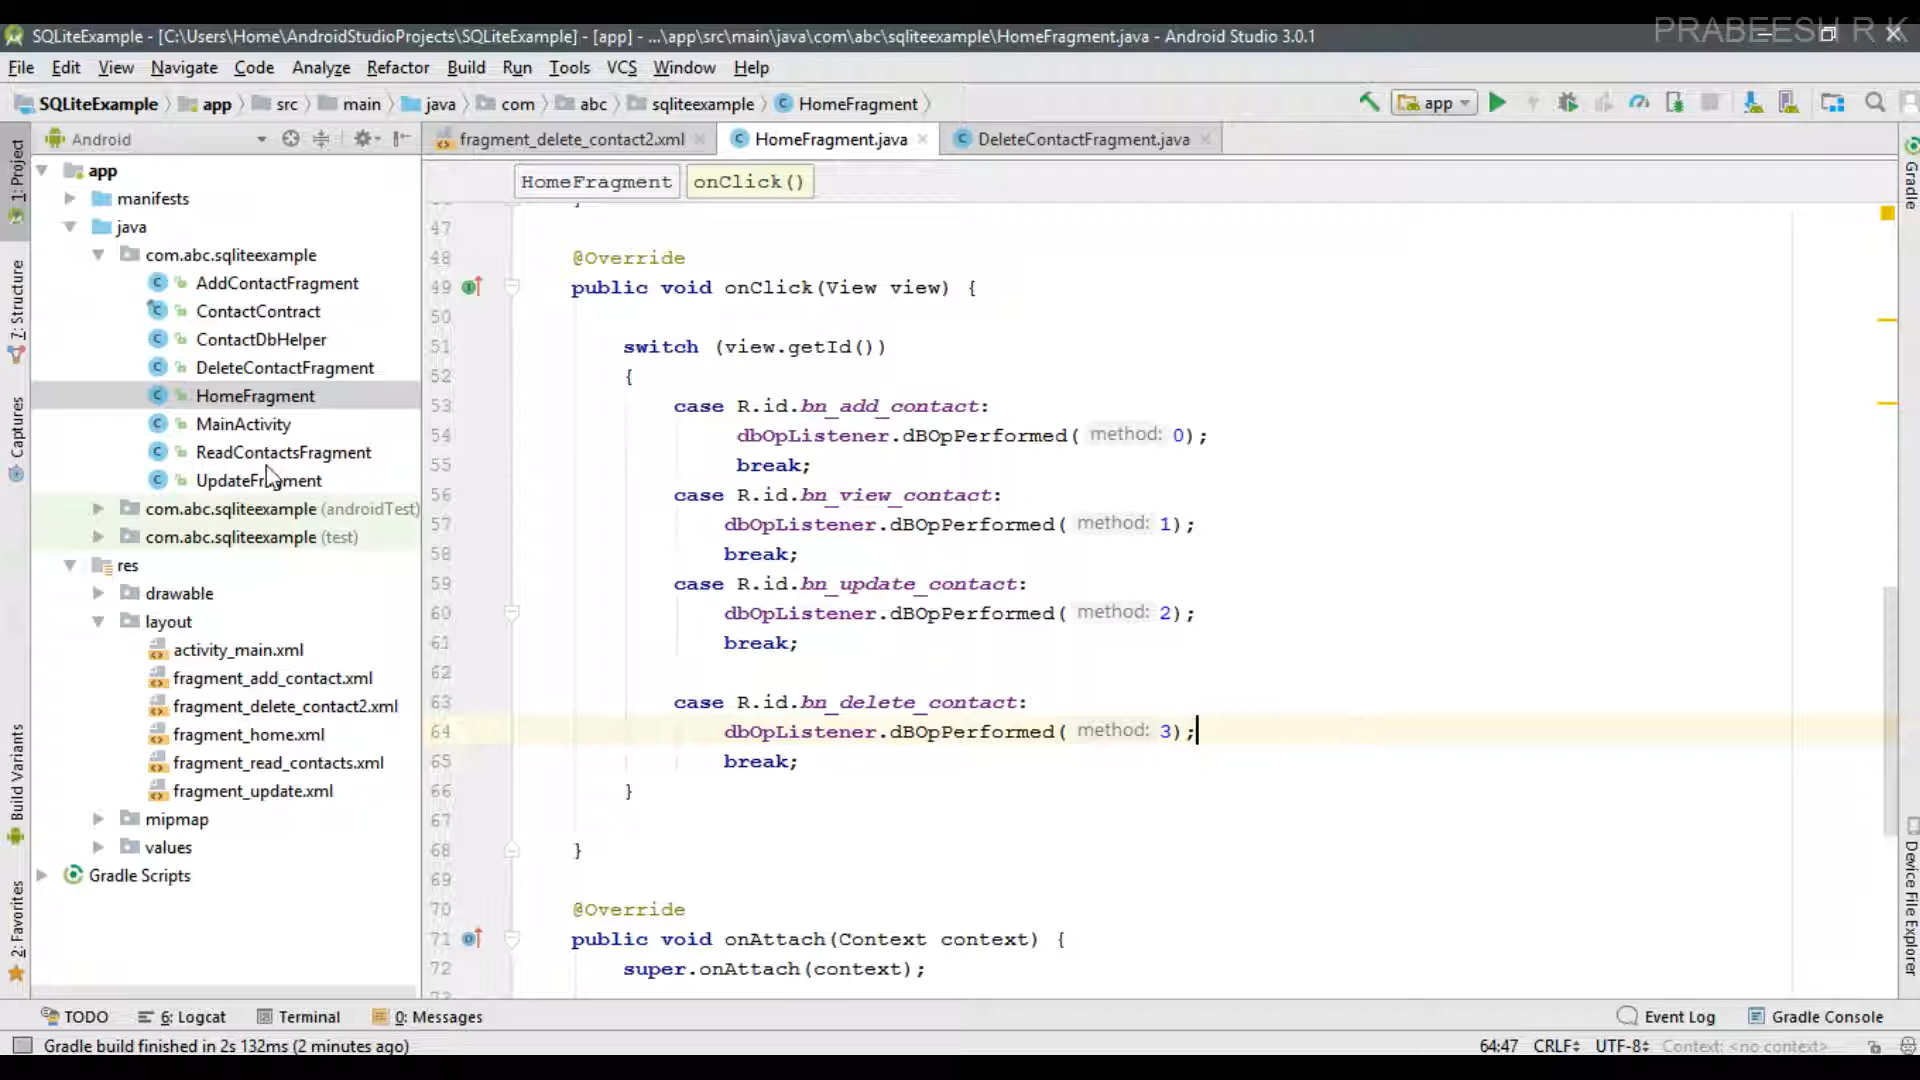 PRABEESH R K
SQLiteExample - [C:\Users\Home\AndroidStudioProjects\SQLiteExample] - [app] - ...\app\src\main\java\com\abc\sqliteexample\HomeFragment.java - Android Studio 3.0.1
File Edit View Navigate Code Analyze Refactor Build Run Tools VCS Window Help
SQLiteExample app src main java com abc sqliteexample HomeFragment app
Android
fragment_delete_contact2.xml HomeFragment.java DeleteContactFragment.java
HomeFragment onClick()
1: Project
7: Structure
Captures
Build Variants
2: Favorites
app
manifests
java
com.abc.sqliteexample
AddContactFragment
ContactContract
ContactDbHelper
DeleteContactFragment
HomeFragment
MainActivity
ReadContactsFragment
UpdateFragment
com.abc.sqliteexample (androidTest)
com.abc.sqliteexample (test)
res
drawable
layout
activity_main.xml
fragment_add_contact.xml
fragment_delete_contact2.xml
fragment_home.xml
fragment_read_contacts.xml
fragment_update.xml
mipmap
values
Gradle Scripts
47
48 @Override
49 public void onClick(View view) {
50
51 switch (view.getId())
52 {
53 case R.id.bn_add_contact:
54 dbOpListener.dBOpPerformed( method: 0);
55 break;
56 case R.id.bn_view_contact:
57 dbOpListener.dBOpPerformed( method: 1);
58 break;
59 case R.id.bn_update_contact:
60 dbOpListener.dBOpPerformed( method: 2);
61 break;
62
63 case R.id.bn_delete_contact:
64 dbOpListener.dBOpPerformed( method: 3);
65 break;
66 }
67
68 }
69
70 @Override
71 public void onAttach(Context context) {
72 super.onAttach(context);
Gradle
Device File Explorer
TODO 6: Logcat Terminal 0: Messages Event Log Gradle Console
Gradle build finished in 2s 132ms (2 minutes ago) 64:47 CRLF UTF-8 Context: <no context>